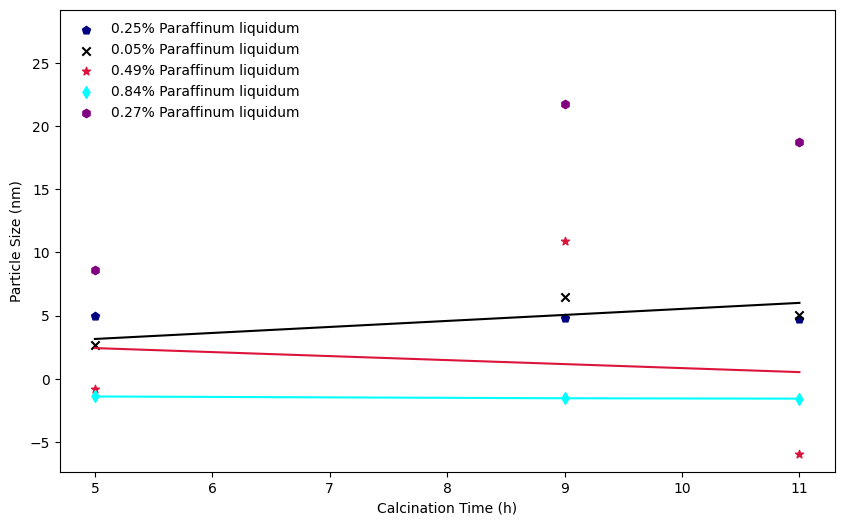 0.25% Paraffinum liquidum
0.05% Paraffinum liquidum
0.49% Paraffinum liquidum
0.84% Paraffinum liquidum
0.27% Paraffinum liquidum
25
20
15
10
5
0
−5
Particle Size (nm)
5 6 7 8 9 10 11
Calcination Time (h)